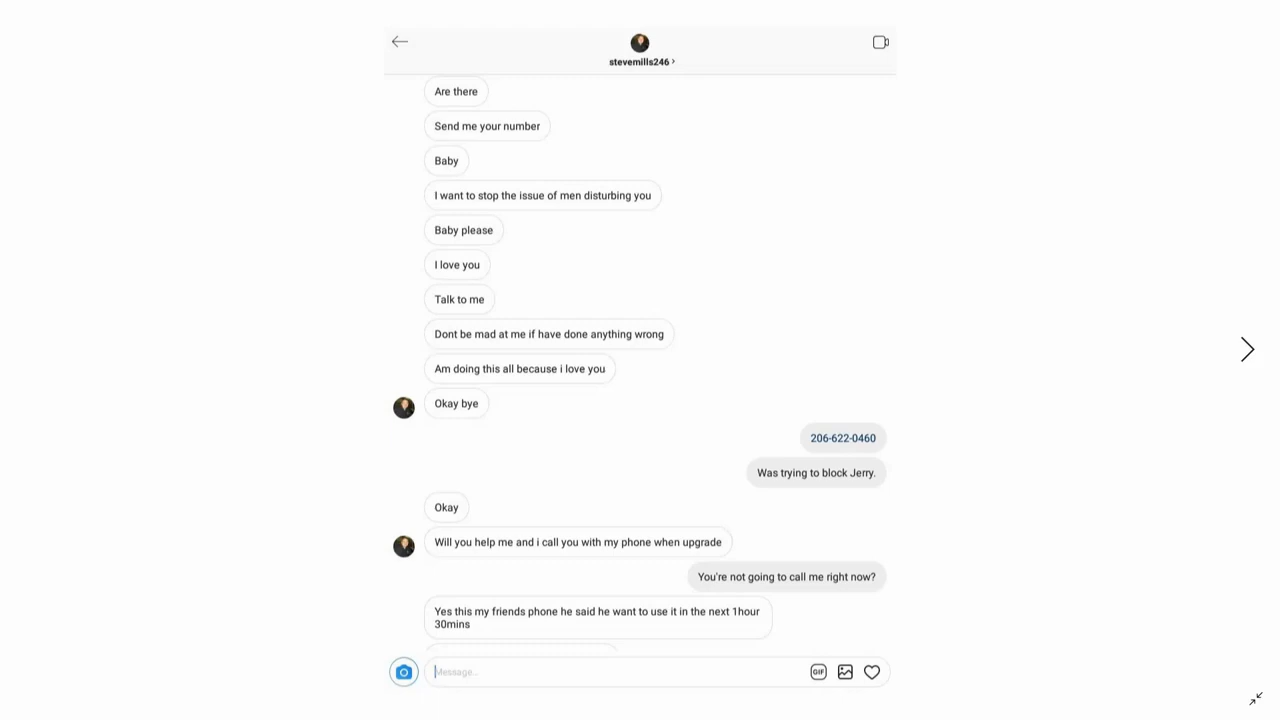 stevemills246
Are there
Send me your number
Baby
I want to stop the issue of men disturbing you
Baby please
I love you
Talk to me
Dont be mad at me if have done anything wrong
Am doing this all because i love you
Okay bye
206-622-0460
Was trying to block Jerry.
Okay
Will you help me and i call you with my phone when upgrade
You're not going to call me right now?
Yes this my friends phone he said he want to use it in the next 1hour
30mins
Message...
GIF